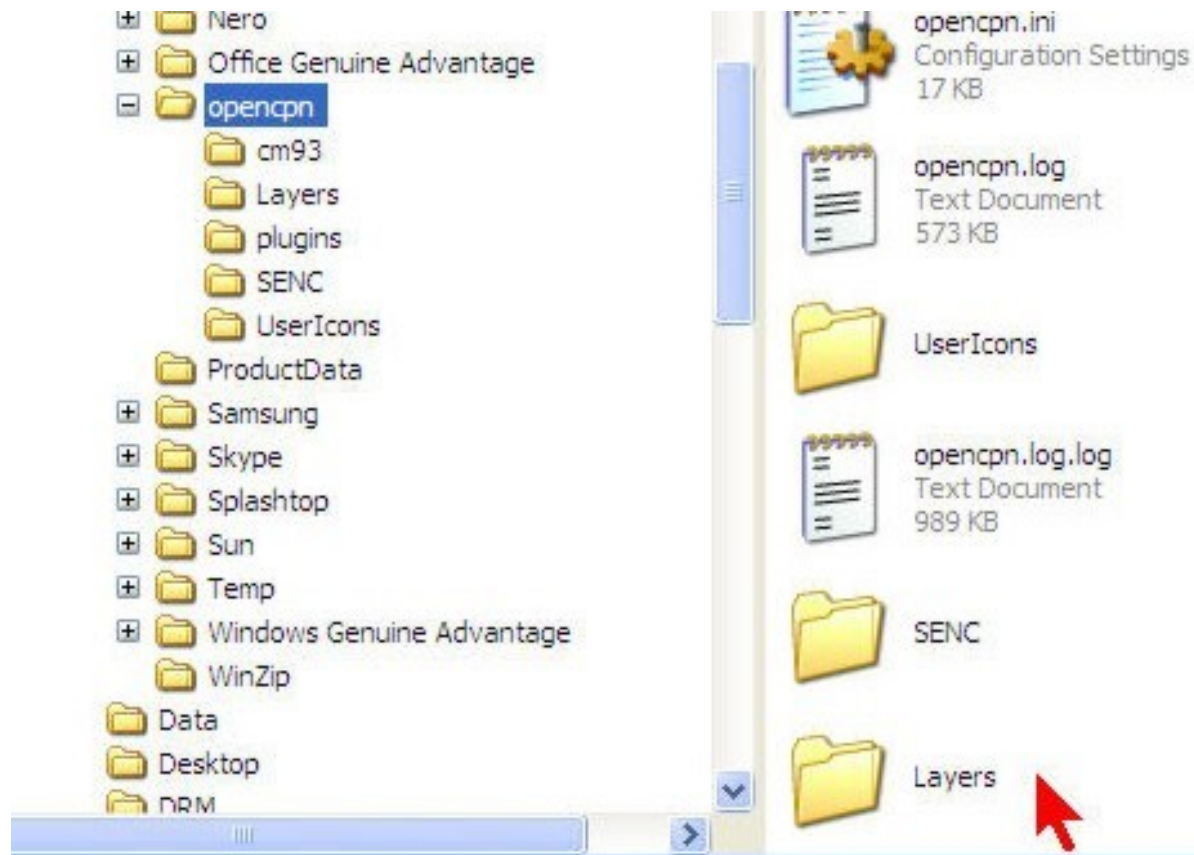 Nero
Office Genuine Advantage
opencpn
cm93
Layers
plugins
SENC
UserIcons
ProductData
Samsung
Skype
Splashtop
Sun
Temp
Windows Genuine Advantage
WinZip
Data
Desktop
DRM
opencpn.ini
Configuration Settings
17 KB
opencpn.log
Text Document
573 KB
UserIcons
opencpn.log.log
Text Document
989 KB
SENC
Layers